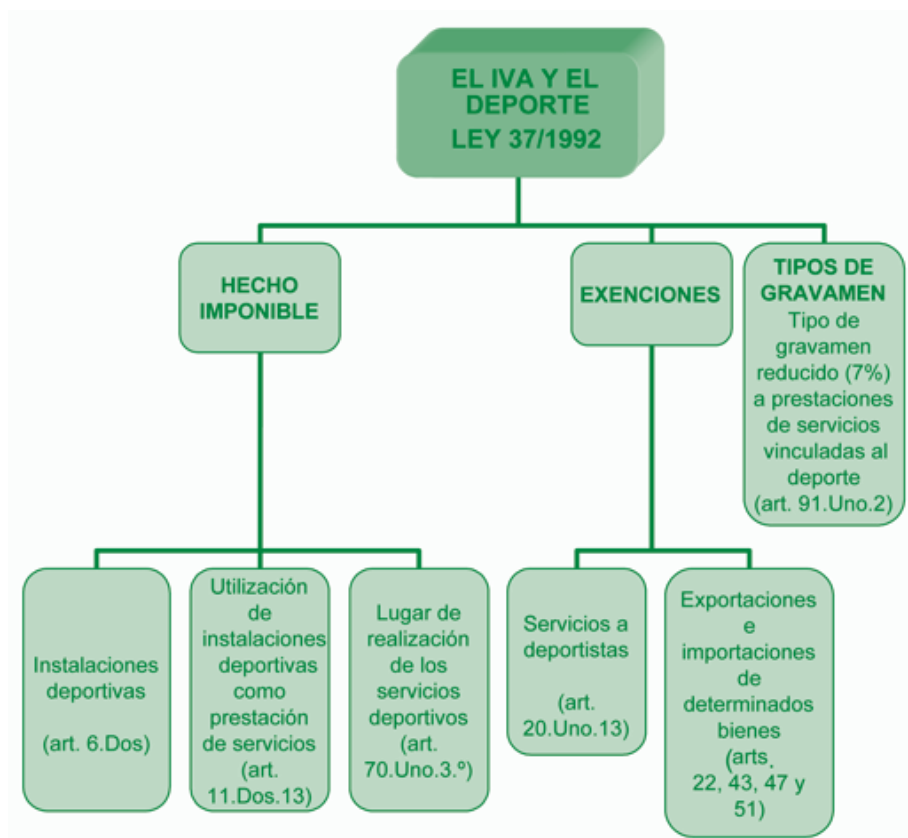 EL IVA Y EL
DEPORTE
LEY 37/1992
HECHO
IMPONIBLE
EXENCIONES
TIPOS DE
GRAVAMEN
Tipo de
gravamen
reducido (7%)
a prestaciones
de servicios
vinculadas al
deporte
(art. 91.Uno.2)
Instalaciones
deportivas
(art. 6.Dos)
Utilización
de
instalaciones
deportivas
como
prestación
de servicios
(art.
11.Dos.13)
Lugar de
realización
de los
servicios
deportivos
(art.
70.Uno.3.º)
Servicios a
deportistas
(art.
20.Uno.13)
Exportaciones
e
importaciones
de
determinados
bienes
(arts.
22, 43, 47 y
51)